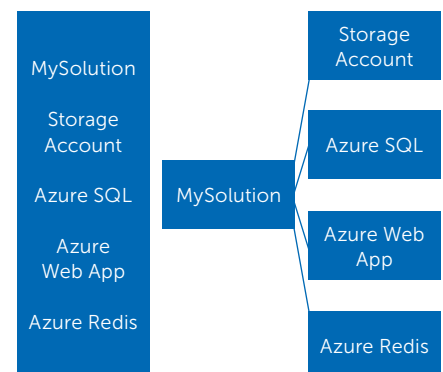 MySolution
Storage
Account
Azure SQL
Azure
Web App
Azure Redis
MySolution
Storage
Account
Azure SQL
Azure Web
App
Azure Redis